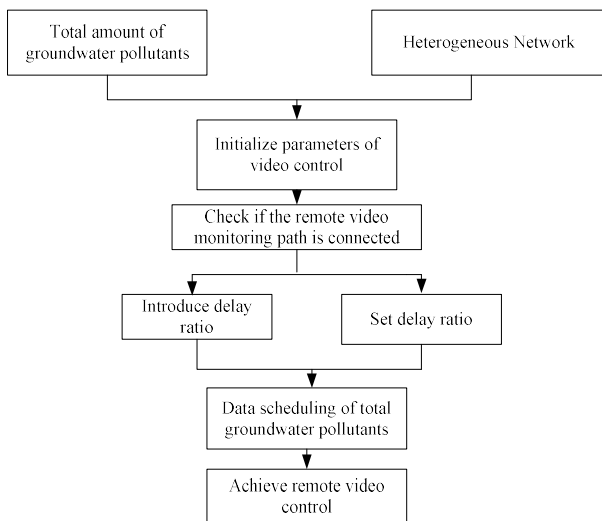 Total amount of
groundwater pollutants
Heterogeneous Network
Initialize parameters of
video control
Check if the remote video
monitoring path is connected
Introduce delay
ratio
Set delay ratio
Data scheduling of total
groundwater pollutants
Achieve remote video
control